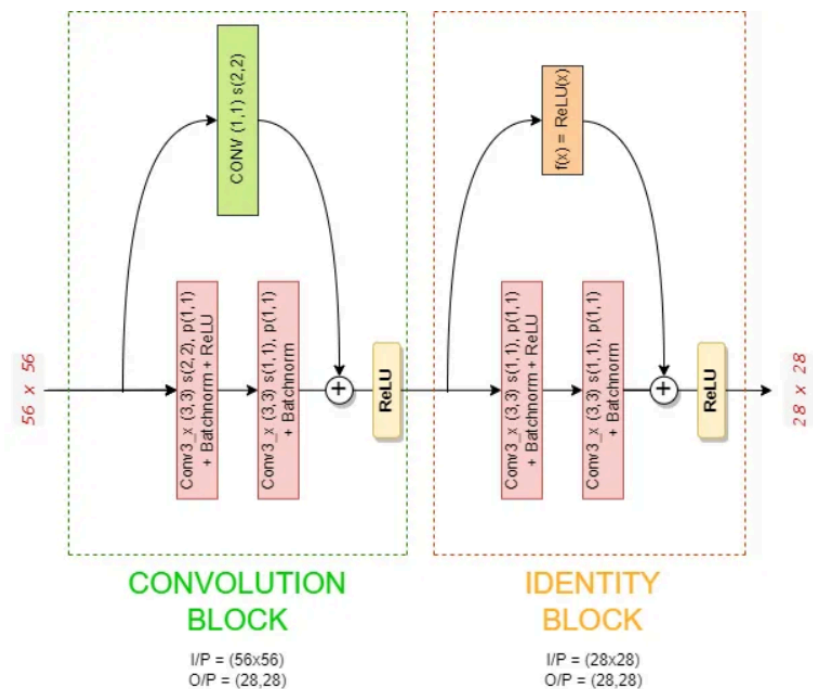 CONV (1,1) s(2,2)
f(x) = ReLU(x)
56 x 56
Conv3_x (3,3) s(2,2), p(1,1)
+ Batchnorm + ReLU
Conv3_x (3,3) s(1,1), p(1,1)
+ Batchnorm
+
ReLU
Conv3_x (3,3) s(1,1), p(1,1)
+ Batchnorm + ReLU
Conv3_x (3,3) s(1,1), p(1,1)
+ Batchnorm
+
ReLU
28 x 28
CONVOLUTION
BLOCK
I/P = (56x56)
O/P = (28,28)
IDENTITY
BLOCK
I/P = (28x28)
O/P = (28,28)